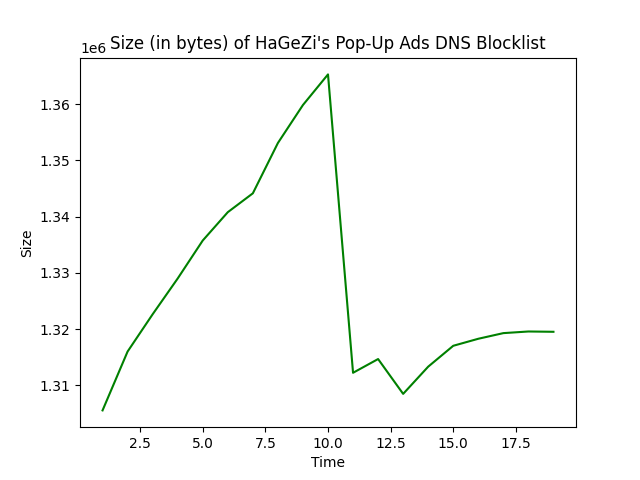 Size (in bytes) of HaGeZi's Pop-Up Ads DNS Blocklist
1e6
1.36
1.35
1.34
1.33
1.32
1.31
Size
2.5 5.0 7.5 10.0 12.5 15.0 17.5
Time